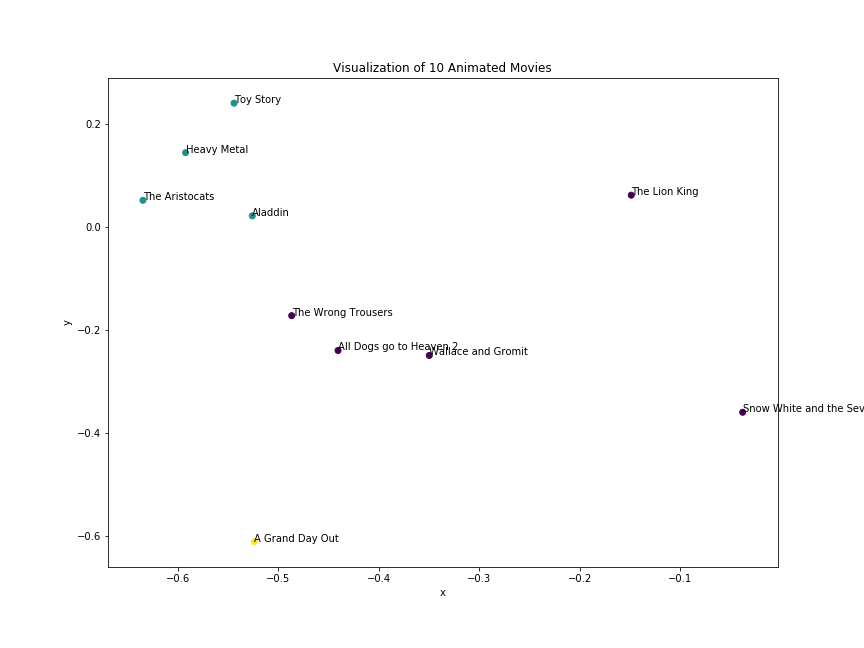 Visualization of 10 Animated Movies
Toy Story
0.2
Heavy Metal
The Aristocats
The Lion King
Aladdin
0.0
The Wrong Trousers
y
−0.2
All Dogs go to Heaven 2
Wallace and Gromit
Snow White and the Sev
−0.4
−0.6
A Grand Day Out
−0.6 −0.5 −0.4 −0.3 −0.2 −0.1
x